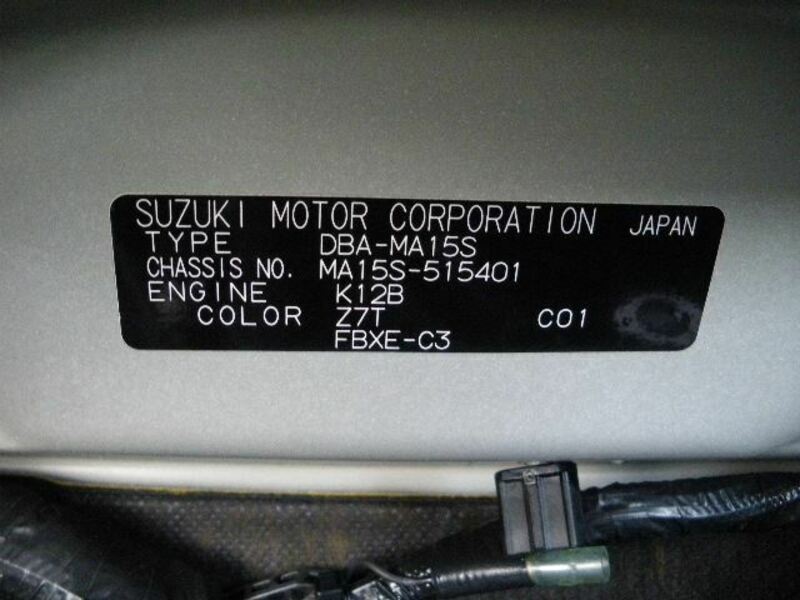 SUZUKI MOTOR CORPORATION JAPAN
TYPE DBA-MA15S
CHASSIS NO. MA15S-515401
ENGINE K12B
COLOR Z7T C01
FBXE-C3